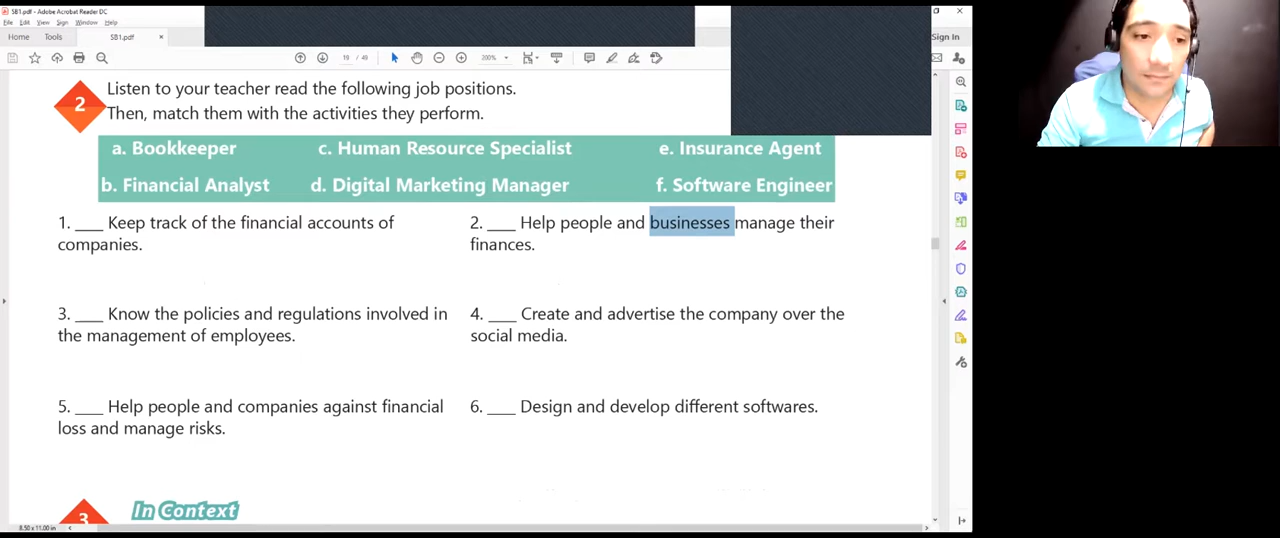 SB1.pdf - Adobe Acrobat Reader DC
File Edit View Sign Window Help
Home Tools SB1.pdf × Sign In
19 / 49 200%
2 Listen to your teacher read the following job positions.
Then, match them with the activities they perform.
a. Bookkeeper c. Human Resource Specialist e. Insurance Agent
b. Financial Analyst d. Digital Marketing Manager f. Software Engineer
1. ___ Keep track of the financial accounts of
companies.
2. ___ Help people and businesses manage their
finances.
3. ___ Know the policies and regulations involved in
the management of employees.
4. ___ Create and advertise the company over the
social media.
5. ___ Help people and companies against financial
loss and manage risks.
6. ___ Design and develop different softwares.
3 In Context
8.50 x 11.00 in